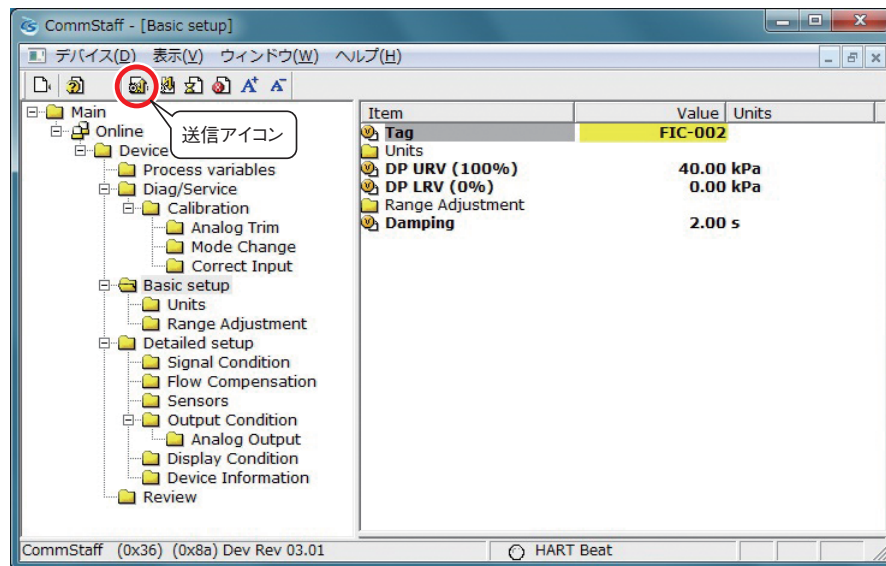 CommStaff - [Basic setup]
デバイス(D) 表示(V) ウィンドウ(W) ヘルプ(H)
A+ A-
送信アイコン
Main
Online
Device
Process variables
Diag/Service
Calibration
Analog Trim
Mode Change
Correct Input
Basic setup
Units
Range Adjustment
Detailed setup
Signal Condition
Flow Compensation
Sensors
Output Condition
Analog Output
Display Condition
Device Information
Review
Item Value Units
Tag FIC-002
Units
DP URV (100%) 40.00 kPa
DP LRV (0%) 0.00 kPa
Range Adjustment
Damping 2.00 s
CommStaff (0x36) (0x8a) Dev Rev 03.01 HART Beat